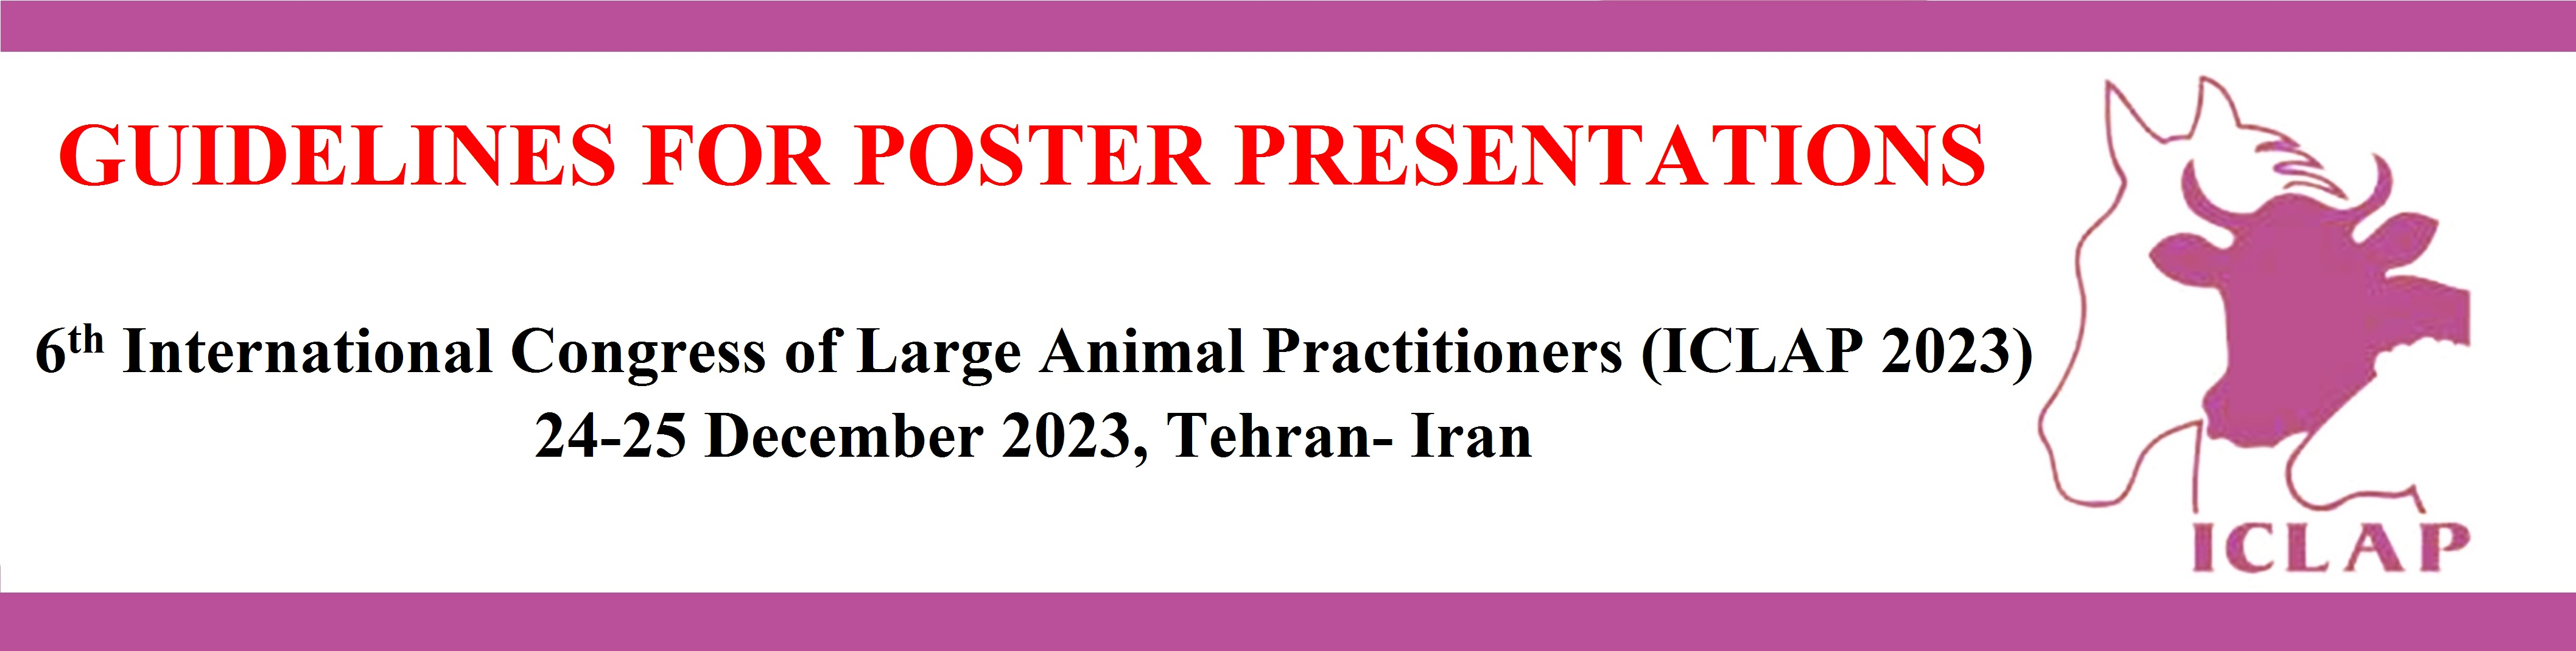 GUIDELINES FOR POSTER PRESENTATIONS
6th International Congress of Large Animal Practitioners (ICLAP 2023)
24-25 December 2023, Tehran- Iran
ICLAP